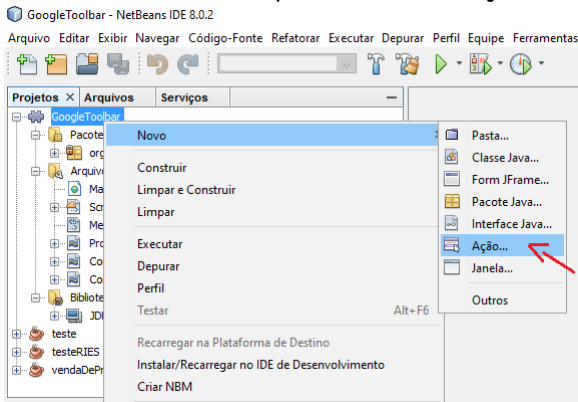 GoogleToolbar - NetBeans IDE 8.0.2
Arquivo Editar Exibir Navegar Código-Fonte Refatorar Executar Depurar Perfil Equipe Ferramentas
Projetos × Arquivos Serviços
GoogleToolbar
Pacote
org
Arquiv
Ma
Scr
Me
Pro
Co
Co
Bibliote
JD
teste
testeRIES
vendaDePr
Novo
Construir
Limpar e Construir
Limpar
Executar
Depurar
Perfil
Testar Alt+F6
Recarregar na Plataforma de Destino
Instalar/Recarregar no IDE de Desenvolvimento
Criar NBM
Pasta...
Classe Java...
Form JFrame...
Pacote Java...
Interface Java...
Ação...
Janela...
Outros